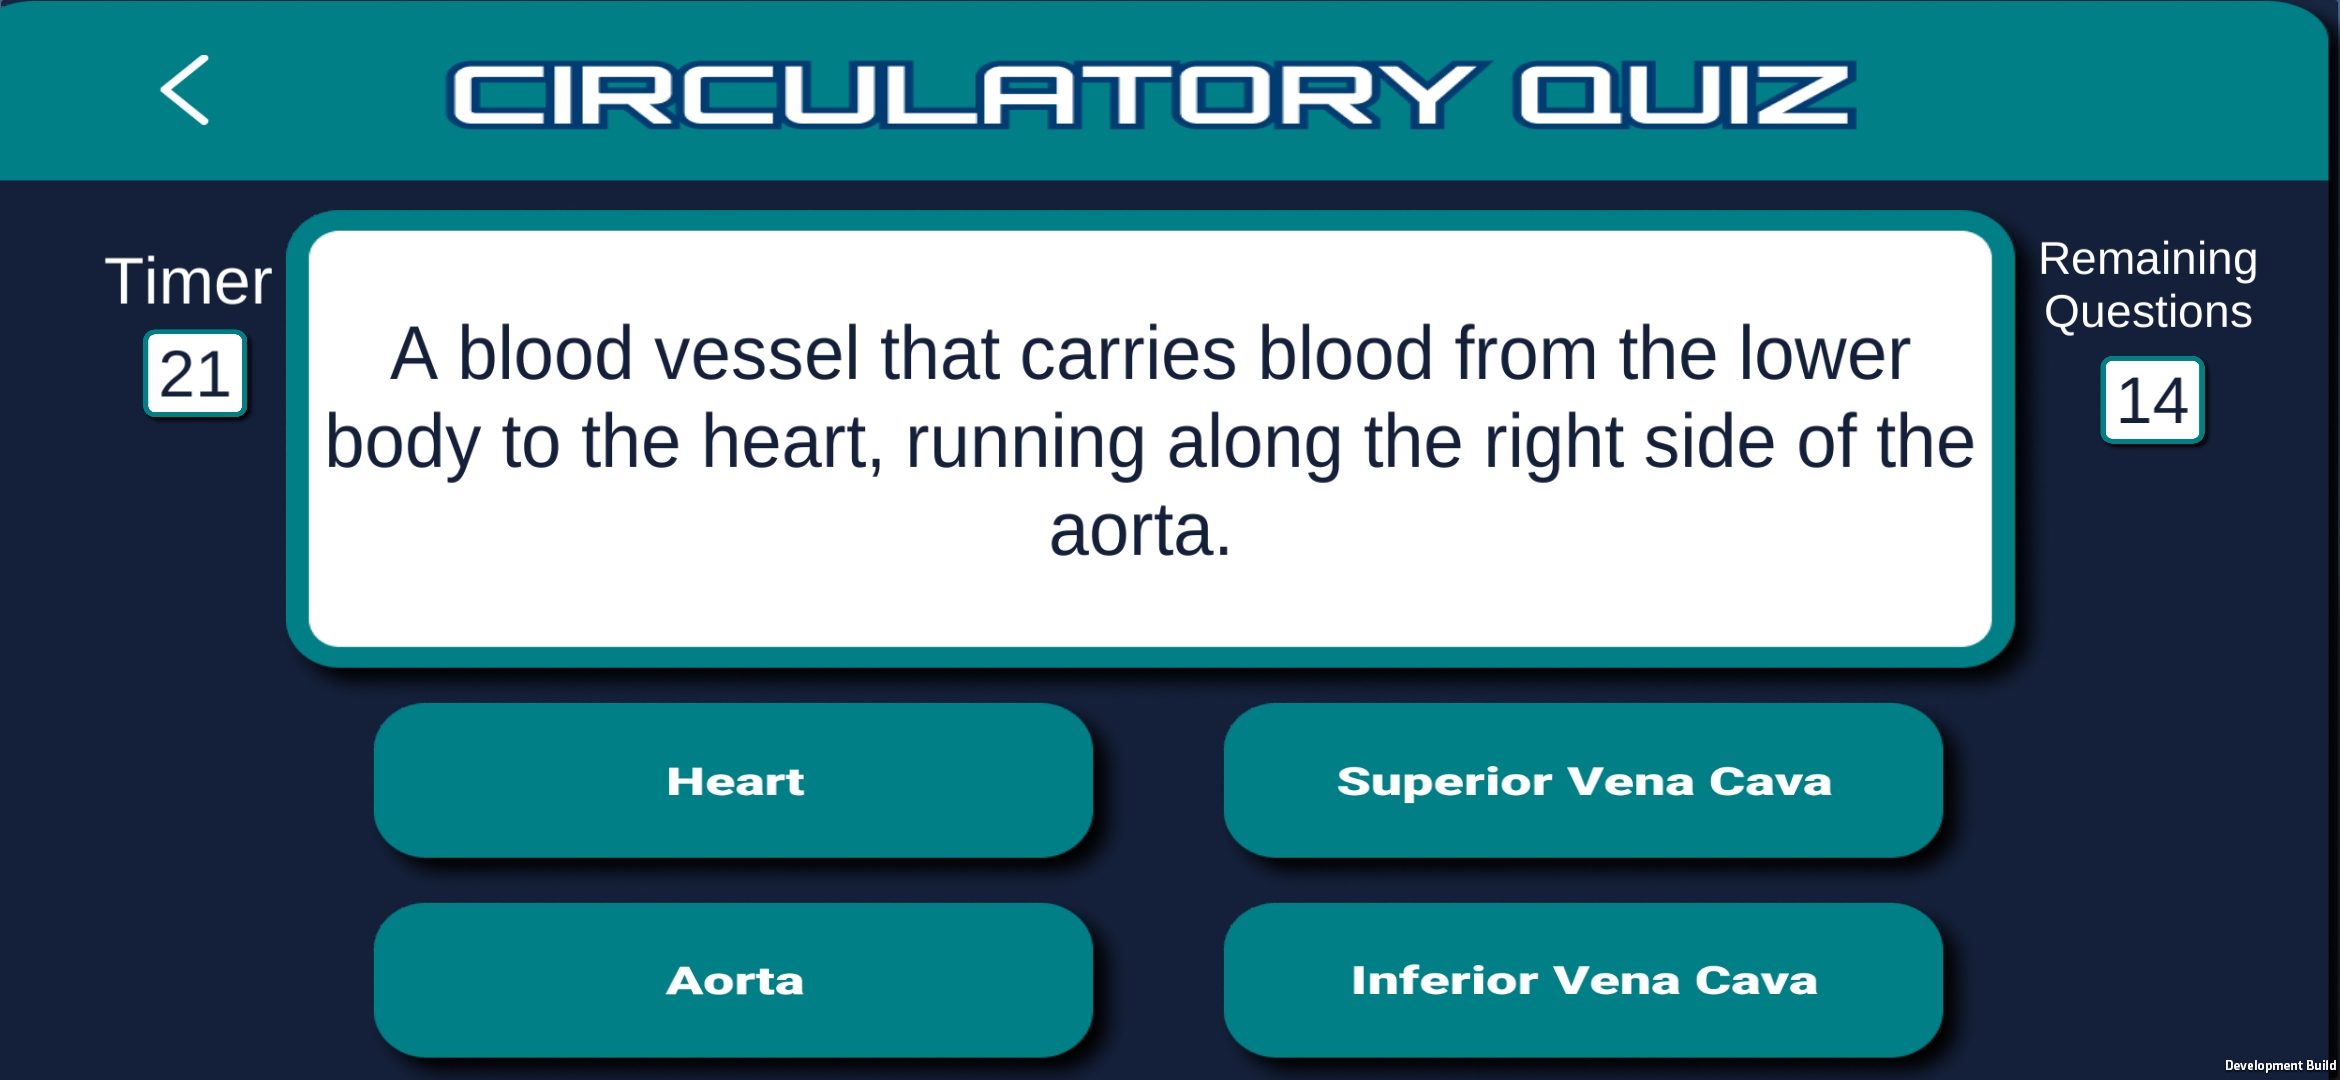 CIRCULATORY QUIZ
Timer
21
A blood vessel that carries blood from the lower
body to the heart, running along the right side of the
aorta.
Remaining
Questions
14
Heart
Superior Vena Cava
Aorta
Inferior Vena Cava
Development Build